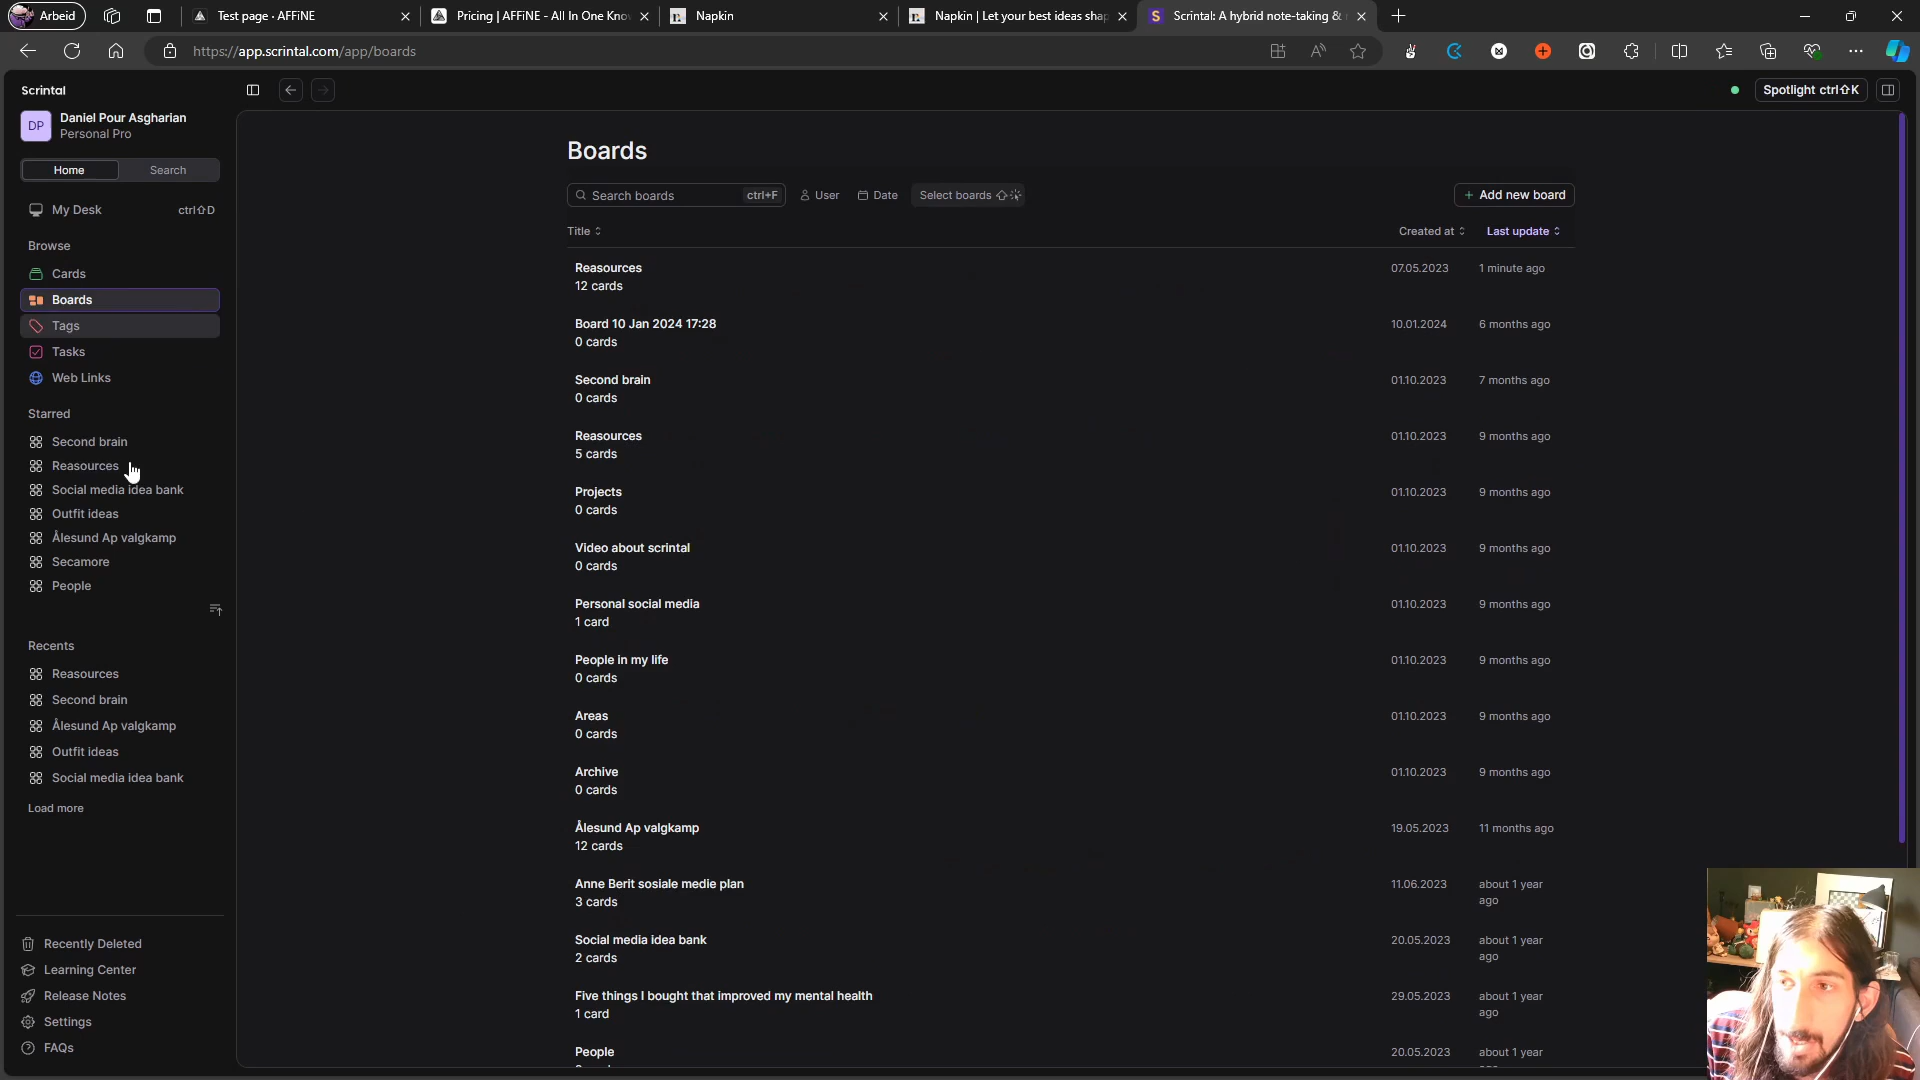 Arbeid
Test page · AFFiNE
Pricing | AFFiNE - All In One Kno
Napkin
Napkin | Let your best ideas shap
Scrintal: A hybrid note-taking &
https://app.scrintal.com/app/boards
Scrintal
Spotlight ctrl⇧K
DP
Daniel Pour Asgharian
Personal Pro
Home
Search
My Desk
ctrl⇧D
Browse
Cards
Boards
Tags
Tasks
Web Links
Starred
Second brain
Reasources
Social media idea bank
Outfit ideas
Ålesund Ap valgkamp
Secamore
People
Recents
Reasources
Second brain
Ålesund Ap valgkamp
Outfit ideas
Social media idea bank
Load more
Recently Deleted
Learning Center
Release Notes
Settings
FAQs
Boards
Search boards
ctrl+F
User
Date
Select boards
+ Add new board
Title
Created at
Last update
Reasources
12 cards
07.05.2023
1 minute ago
Board 10 Jan 2024 17:28
0 cards
10.01.2024
6 months ago
Second brain
0 cards
01.10.2023
7 months ago
Reasources
5 cards
01.10.2023
9 months ago
Projects
0 cards
01.10.2023
9 months ago
Video about scrintal
0 cards
01.10.2023
9 months ago
Personal social media
1 card
01.10.2023
9 months ago
People in my life
0 cards
01.10.2023
9 months ago
Areas
0 cards
01.10.2023
9 months ago
Archive
0 cards
01.10.2023
9 months ago
Ålesund Ap valgkamp
12 cards
19.05.2023
11 months ago
Anne Berit sosiale medie plan
3 cards
11.06.2023
about 1 year
ago
Social media idea bank
2 cards
20.05.2023
about 1 year
ago
Five things I bought that improved my mental health
1 card
29.05.2023
about 1 year
ago
People
20.05.2023
about 1 year